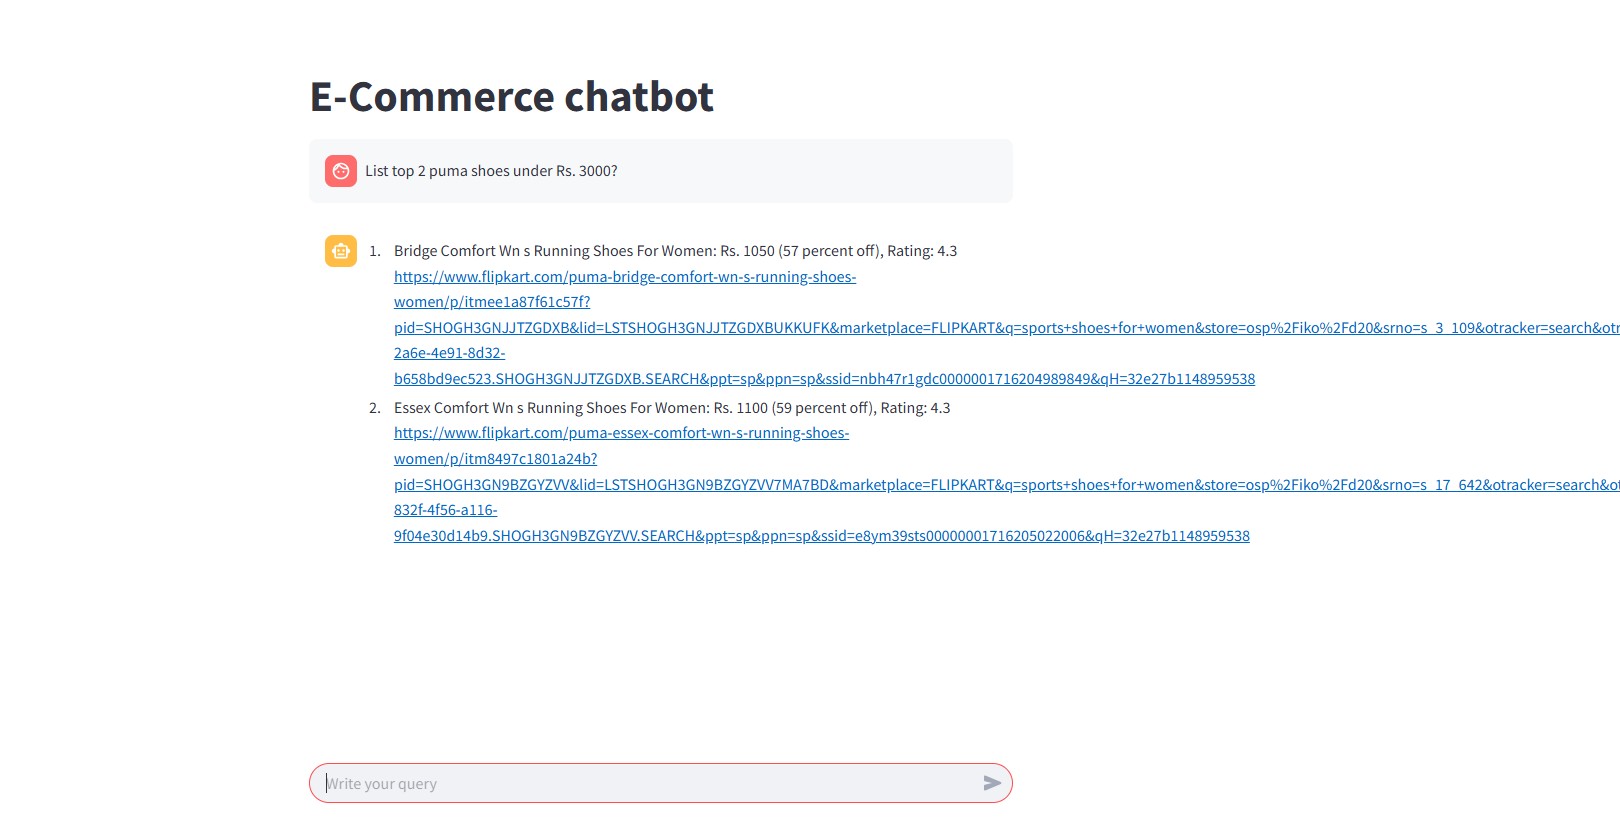 E-Commerce chatbot
List top 2 puma shoes under Rs. 3000?
1. Bridge Comfort Wn s Running Shoes For Women: Rs. 1050 (57 percent off), Rating: 4.3
https://www.flipkart.com/puma-bridge-comfort-wn-s-running-shoes-
women/p/itmee1a87f61c57f?
pid=SHOGH3GNJJTZGDXB&lid=LSTSHOGH3GNJJTZGDXBUKKUFK&marketplace=FLIPKART&q=sports+shoes+for+women&store=osp%2Fiko%2Fd20&srno=s_3_109&otracker=search&otr
2a6e-4e91-8d32-
b658bd9ec523.SHOGH3GNJJTZGDXB.SEARCH&ppt=sp&ppn=sp&ssid=nbh47r1gdc0000001716204989849&qH=32e27b1148959538
2. Essex Comfort Wn s Running Shoes For Women: Rs. 1100 (59 percent off), Rating: 4.3
https://www.flipkart.com/puma-essex-comfort-wn-s-running-shoes-
women/p/itm8497c1801a24b?
pid=SHOGH3GN9BZGYZVV&lid=LSTSHOGH3GN9BZGYZVV7MA7BD&marketplace=FLIPKART&q=sports+shoes+for+women&store=osp%2Fiko%2Fd20&srno=s_17_642&otracker=search&ot
832f-4f56-a116-
9f04e30d14b9.SHOGH3GN9BZGYZVV.SEARCH&ppt=sp&ppn=sp&ssid=e8ym39sts00000001716205022006&qH=32e27b1148959538
Write your query